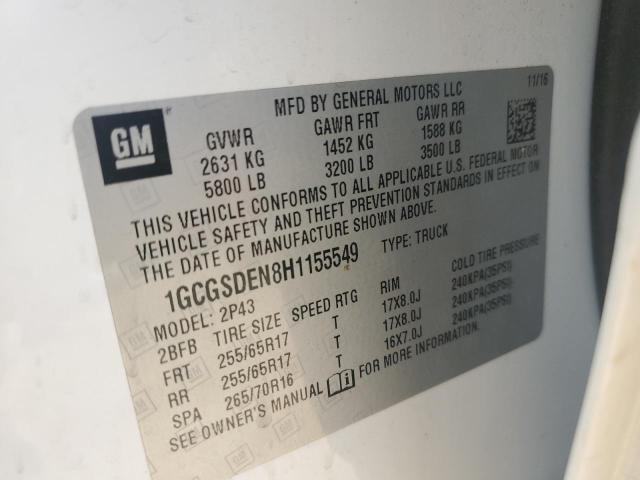 MFD BY GENERAL MOTORS LLC 11/16
GM
GVWR GAWR FRT GAWR RR
2631 KG 1452 KG 1588 KG
5800 LB 3200 LB 3500 LB
THIS VEHICLE CONFORMS TO ALL APPLICABLE U.S. FEDERAL MOTOR
VEHICLE SAFETY AND THEFT PREVENTION STANDARDS IN EFFECT ON
THE DATE OF MANUFACTURE SHOWN ABOVE.
1GCGSDEN8H1155549 TYPE: TRUCK
MODEL: 2P43
2BFB TIRE SIZE SPEED RTG RIM COLD TIRE PRESSURE
FRT 255/65R17 T 17X8.0J 240KPA(35PSI)
RR 255/65R17 T 17X8.0J 240KPA(35PSI)
SPA 265/70R16 T 16X7.0J 240KPA(35PSI)
SEE OWNER'S MANUAL FOR MORE INFORMATION.